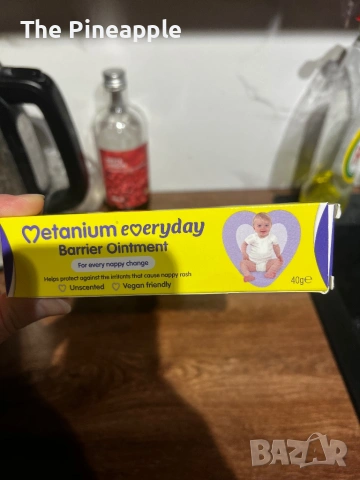 The Pineapple
Metanium everyday
Barrier Ointment
For every nappy change
Helps protect against the irritants that cause nappy rash
Unscented Vegan friendly
40g℮
BAZAR